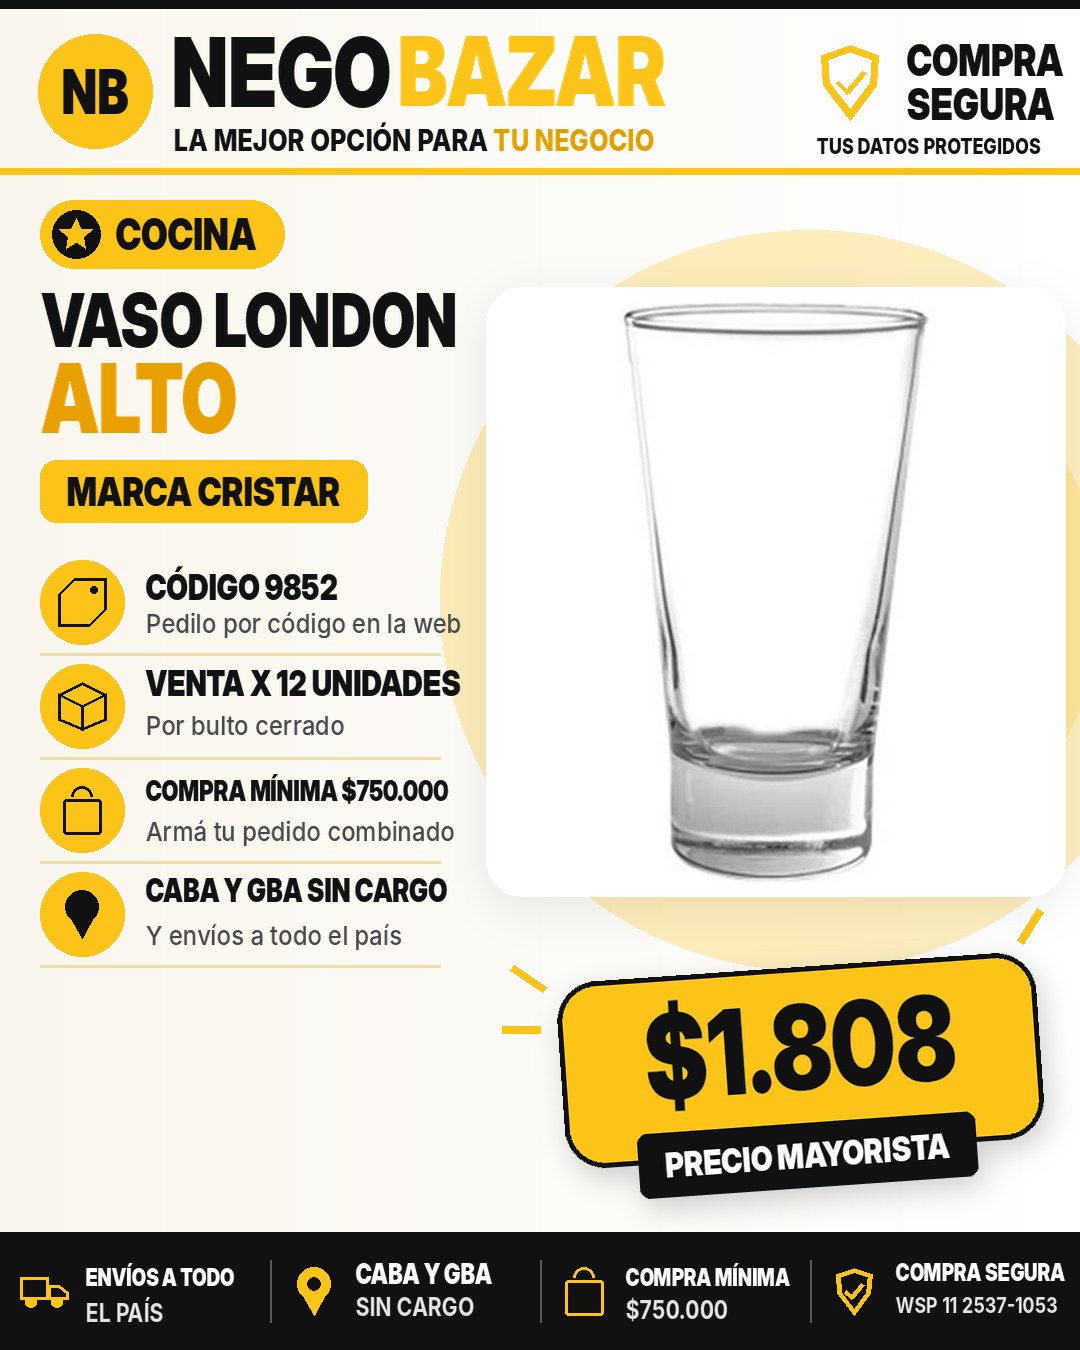 NB
NEGOBAZAR
LA MEJOR OPCIÓN PARA TU NEGOCIO
COMPRA
SEGURA
TUS DATOS PROTEGIDOS
COCINA
VASO LONDON
ALTO
MARCA CRISTAR
CÓDIGO 9852
Pedilo por código en la web
VENTA X 12 UNIDADES
Por bulto cerrado
COMPRA MÍNIMA $750.000
Armá tu pedido combinado
CABA Y GBA SIN CARGO
Y envíos a todo el país
$1.808
PRECIO MAYORISTA
ENVÍOS A TODO
EL PAÍS
CABA Y GBA
SIN CARGO
COMPRA MÍNIMA
$750.000
COMPRA SEGURA
WSP 11 2537-1053